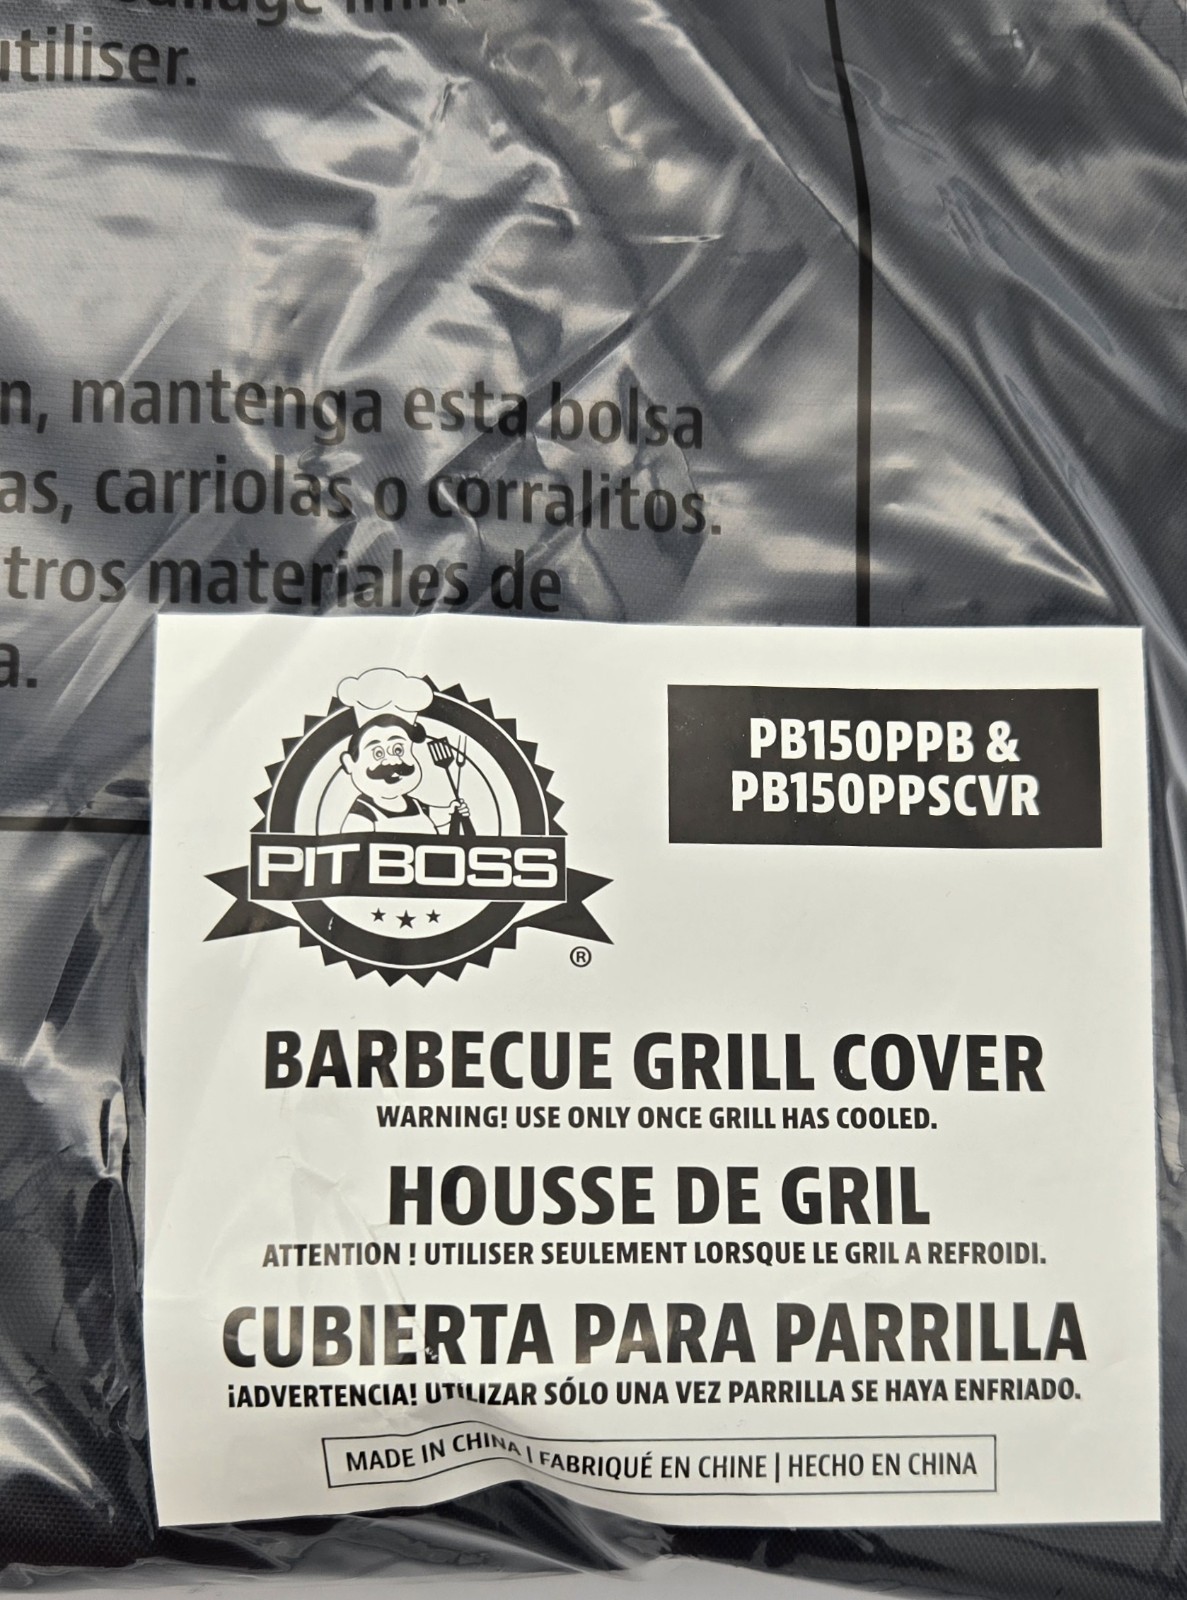 utiliser.
n, mantenga esta bolsa
as, carriolas o corralitos.
tros materiales de
a.
PIT BOSS
®
PB150PPB &
PB150PPSCVR
BARBECUE GRILL COVER
WARNING! USE ONLY ONCE GRILL HAS COOLED.
HOUSSE DE GRIL
ATTENTION ! UTILISER SEULEMENT LORSQUE LE GRIL A REFROIDI.
CUBIERTA PARA PARRILLA
¡ADVERTENCIA! UTILIZAR SÓLO UNA VEZ PARRILLA SE HAYA ENFRIADO.
MADE IN CHINA | FABRIQUÉ EN CHINE | HECHO EN CHINA